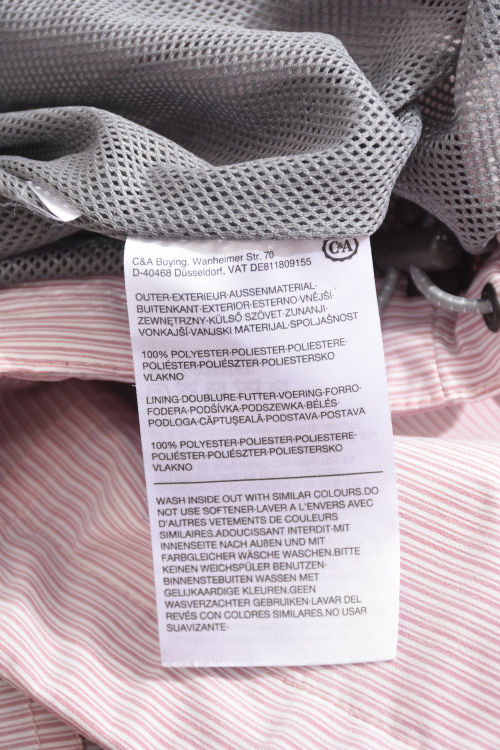 C&A Buying, Wanheimer Str. 70
D-40468 Düsseldorf, VAT DE811809155
C&A
OUTER·EXTERIEUR·AUSSENMATERIAL·
BUITENKANT·EXTERIOR·ESTERNO·VNĚJŠÍ·
ZEWNĘTRZNY·KÜLSŐ SZÖVET·ZUNANJI·
VONKAJŠÍ·VANJSKI MATERIJAL·SPOLJAŠNOST
100% POLYESTER·POLIESTER·POLIESTERE·
POLIÉSTER·POLIÉSZTER·POLIESTERSKO
VLAKNO
LINING·DOUBLURE·FUTTER·VOERING·FORRO·
FODERA·PODŠÍVKA·PODSZEWKA·BÉLÉS·
PODLOGA·CĂPTUŞEALĂ·PODSTAVA·POSTAVA
100% POLYESTER·POLIESTER·POLIESTERE·
POLIÉSTER·POLIÉSZTER·POLIESTERSKO
VLAKNO
WASH INSIDE OUT WITH SIMILAR COLOURS.DO
NOT USE SOFTENER·LAVER A L'ENVERS AVEC
D'AUTRES VETEMENTS DE COULEURS
SIMILAIRES.ADOUCISSANT INTERDIT·MIT
INNENSEITE NACH AUßEN UND MIT
FARBGLEICHER WÄSCHE WASCHEN.BITTE
KEINEN WEICHSPÜLER BENUTZEN·
BINNENSTEBUITEN WASSEN MET
GELIJKAARDIGE KLEUREN.GEEN
WASVERZACHTER GEBRUIKEN·LAVAR DEL
REVÉS CON COLORES SIMILARES.NO USAR
SUAVIZANTE·